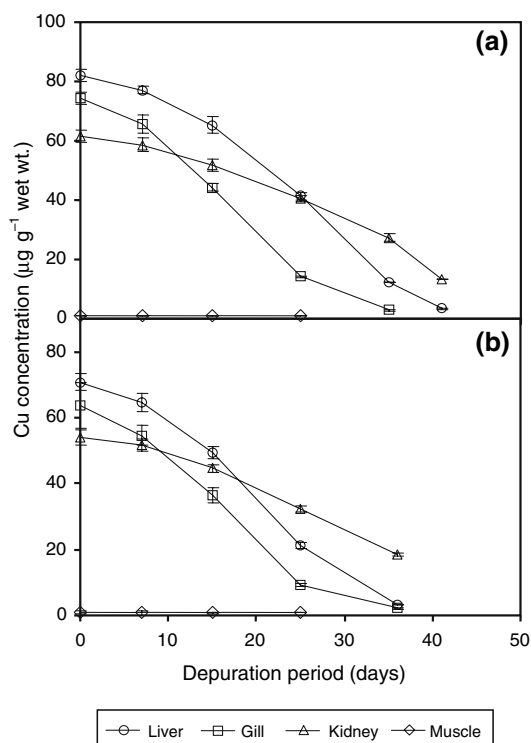 100
(a)
80
60
40
20
0
(b)
80
60
40
20
0
0 10 20 30 40 50
Cu concentration (µg g⁻¹ wet wt.)
Depuration period (days)
Liver Gill Kidney Muscle